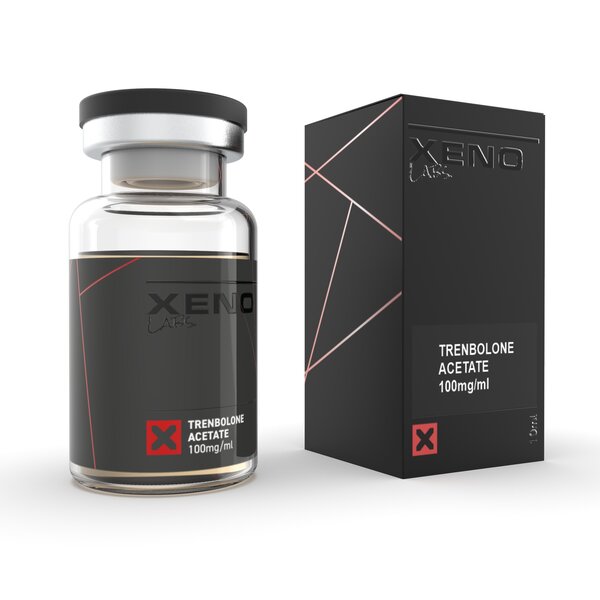 XENO
LABS
TRENBOLONE
ACETATE
100mg/ml
XENO
LABS
TRENBOLONE
ACETATE
100mg/ml
10ml